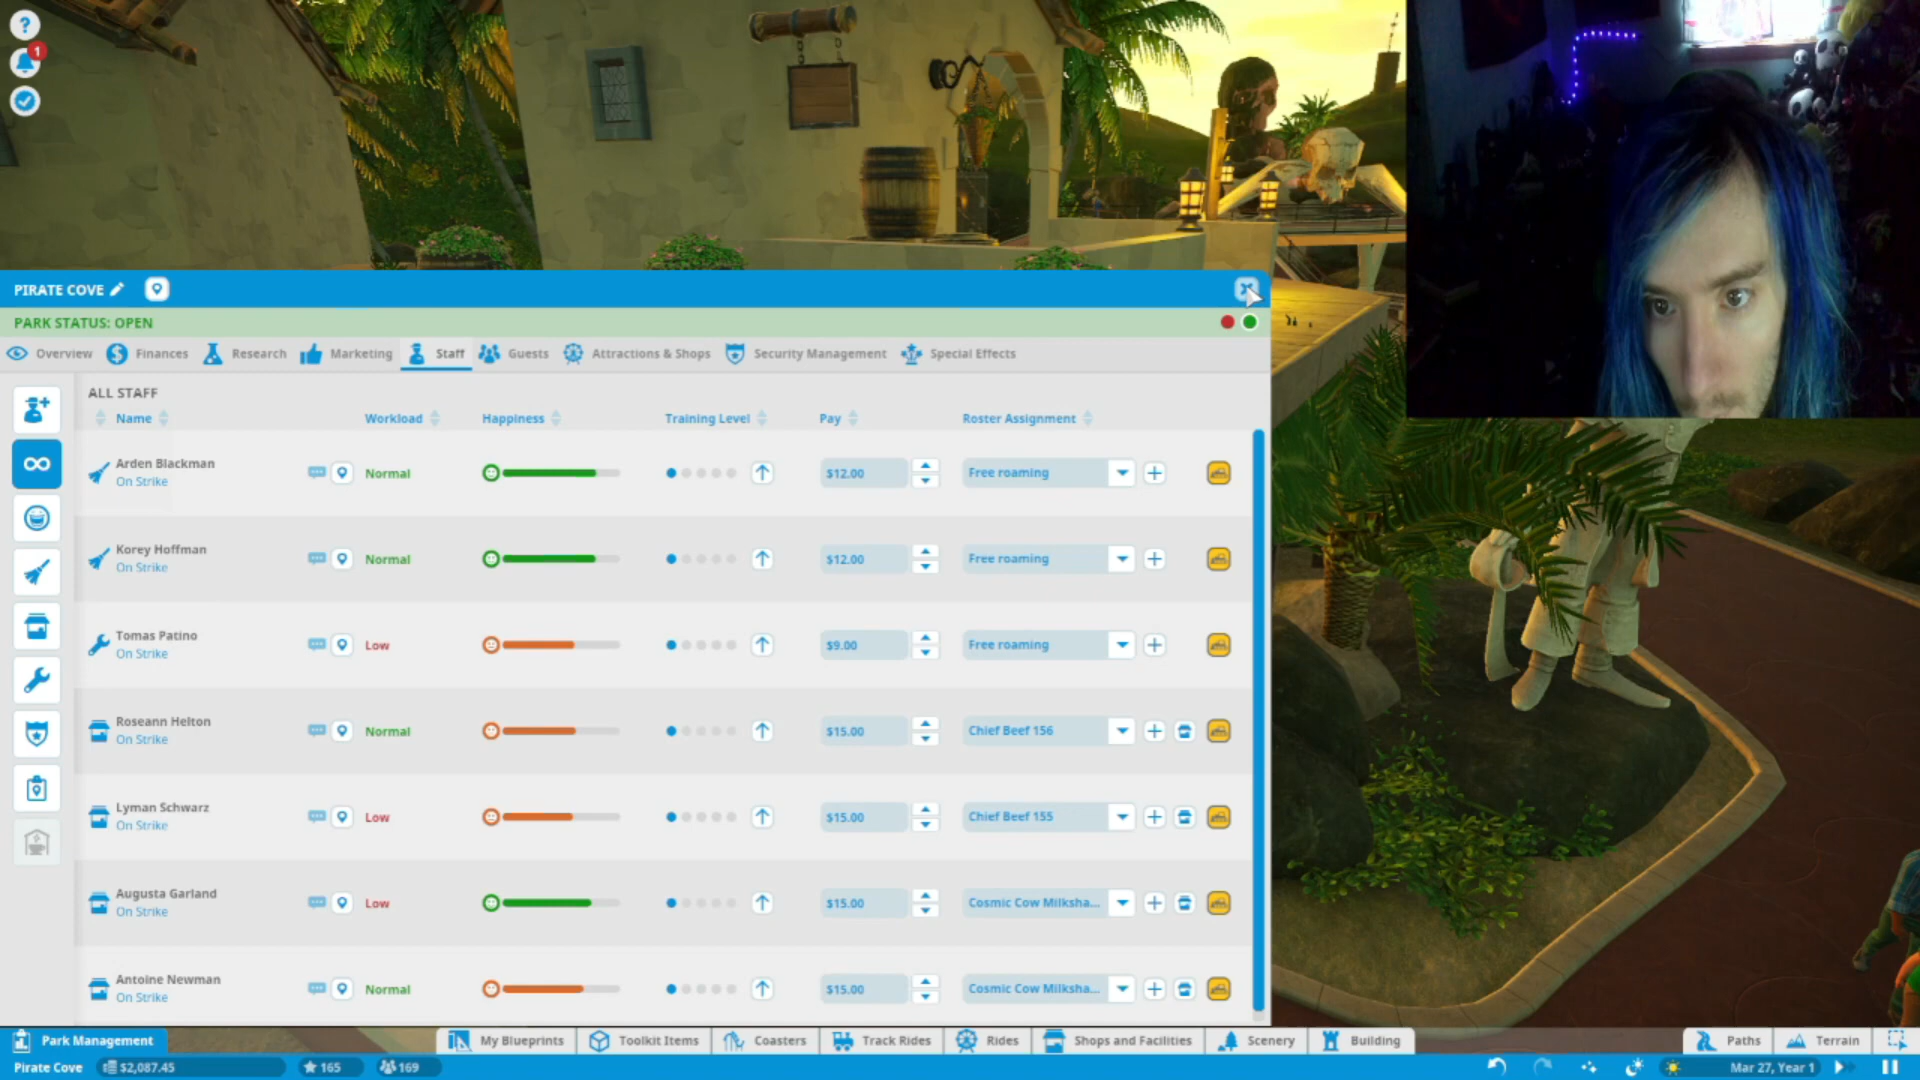 ?
1
PIRATE COVE
PARK STATUS: OPEN
Overview
Finances
Research
Marketing
Staff
Guests
Attractions & Shops
Security Management
Special Effects
ALL STAFF
Name
Workload
Happiness
Training Level
Pay
Roster Assignment
Arden Blackman
On Strike
Normal
$12.00
Free roaming
Korey Hoffman
On Strike
Normal
$12.00
Free roaming
Tomas Patino
On Strike
Low
$9.00
Free roaming
Roseann Helton
On Strike
Normal
$15.00
Chief Beef 156
Lyman Schwarz
On Strike
Low
$15.00
Chief Beef 155
Augusta Garland
On Strike
Low
$15.00
Cosmic Cow Milksha...
Antoine Newman
On Strike
Normal
$15.00
Cosmic Cow Milksha...
Park Management
My Blueprints
Toolkit Items
Coasters
Track Rides
Rides
Shops and Facilities
Scenery
Building
Paths
Terrain
Pirate Cove
$2,087.45
165
169
Mar 27, Year 1